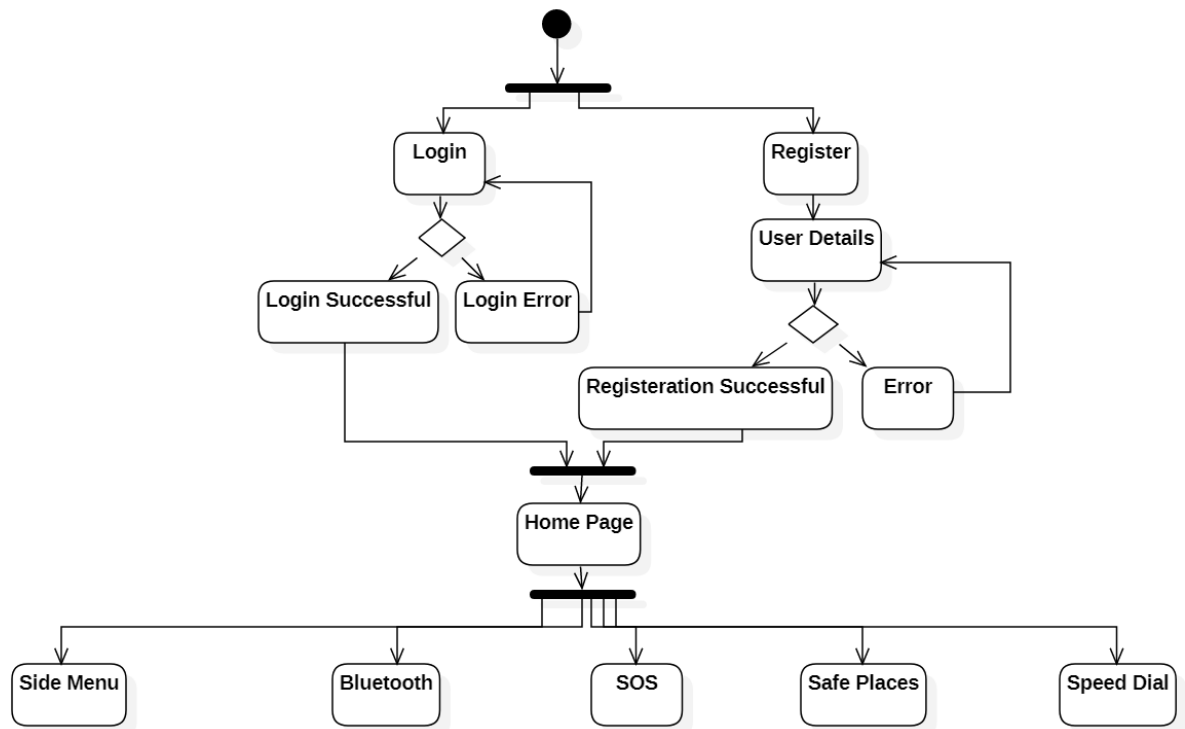 Login
Register
User Details
Login Successful
Login Error
Registeration Successful
Error
Home Page
Side Menu
Bluetooth
SOS
Safe Places
Speed Dial